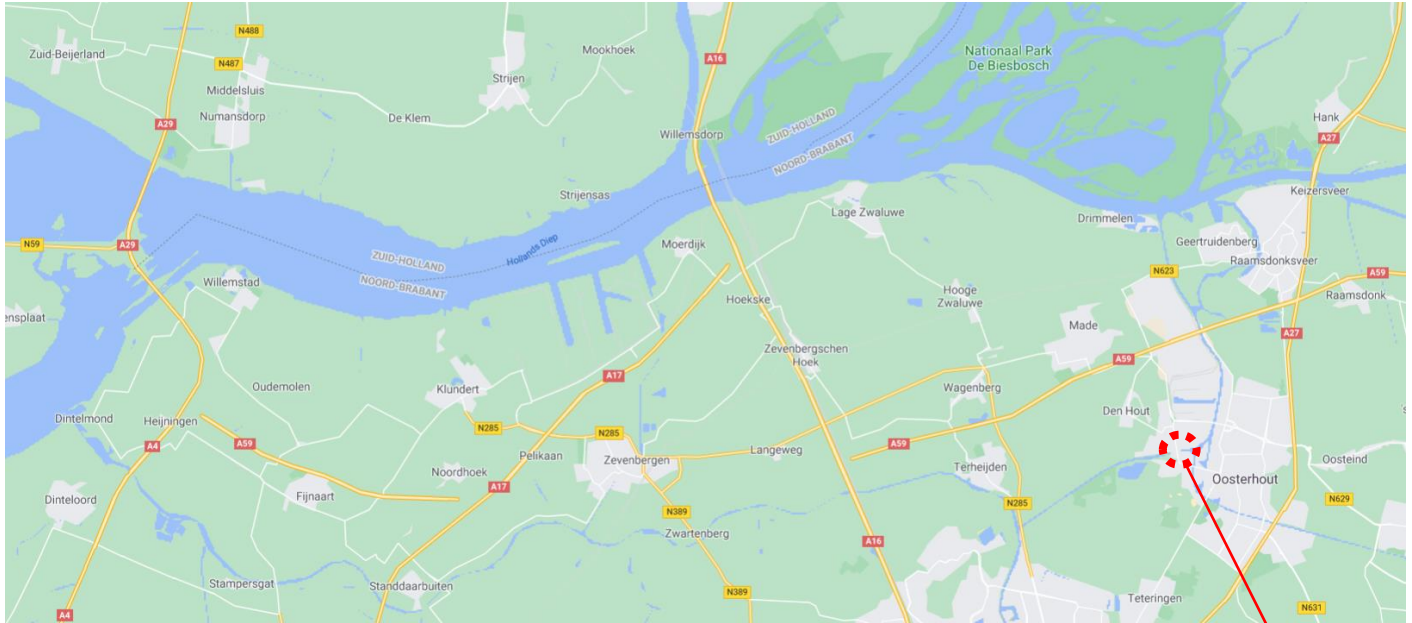 N488
Zuid-Beijerland
Mookhoek
Nationaal Park
De Biesbosch
A16
N487
Strijen
Middelsluis
Numansdorp
De Klem
A29
Willemsdorp
ZUID-HOLLAND
NOORD-BRABANT
Hank
A27
Keizersveer
Strijensas
Lage Zwaluwe
Drimmelen
Geertruidenberg
N59
A29
Hollands Diep
Moerdijk
ZUID-HOLLAND
NOORD-BRABANT
Raamsdonksveer
N623
A59
Willemstad
Hooge
Zwaluwe
Raamsdonk
Hoekske
ensplaat
Made
A27
Zevenbergschen
Hoek
A59
A17
Oudemolen
Klundert
Wagenberg
Den Hout
Dintelmond
Heijningen
N285
N285
A4
A59
Langeweg
A59
Pelikaan
Zevenbergen
Oosteind
Noordhoek
Terheijden
Oosterhout
A17
Fijnaart
Dinteloord
N285
N629
N389
Zwartenberg
A16
Stampersgat
Standdaarbuiten
N389
Teteringen
N631
A4